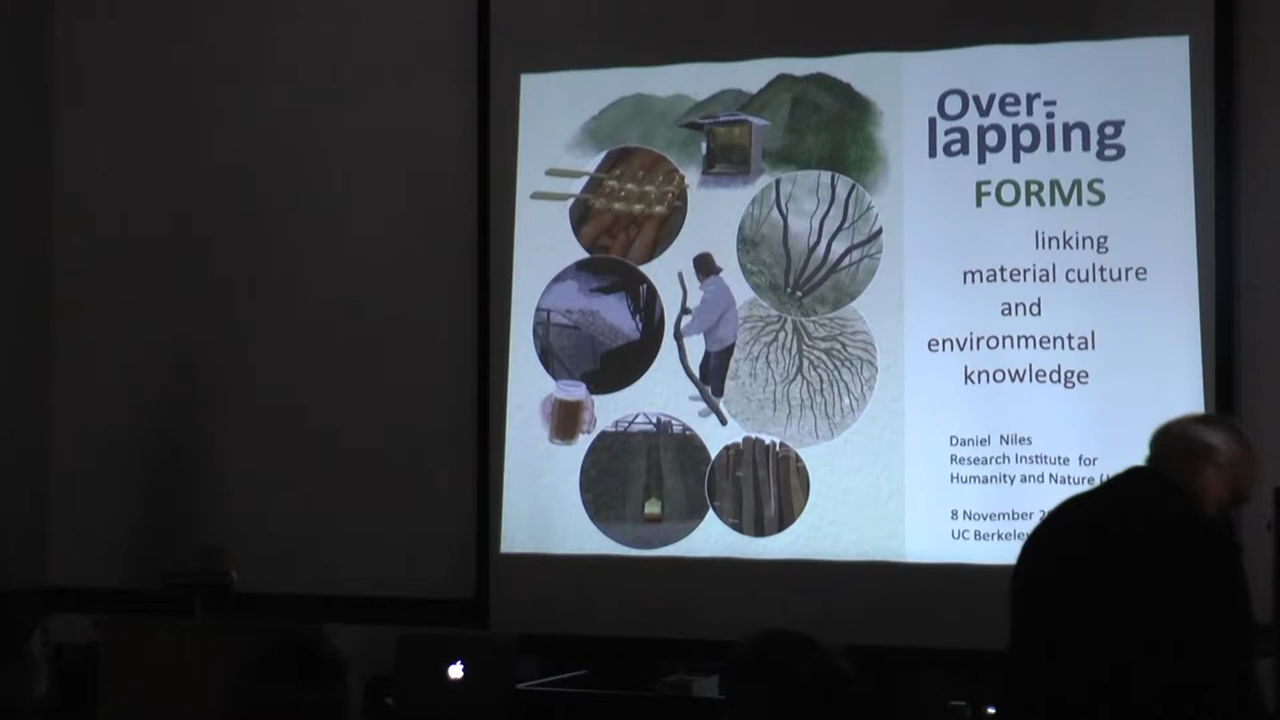 Over-
lapping
FORMS
linking
material culture
and
environmental
knowledge
Daniel Niles
Research Institute for
Humanity and Nature
8 November
UC Berkeley